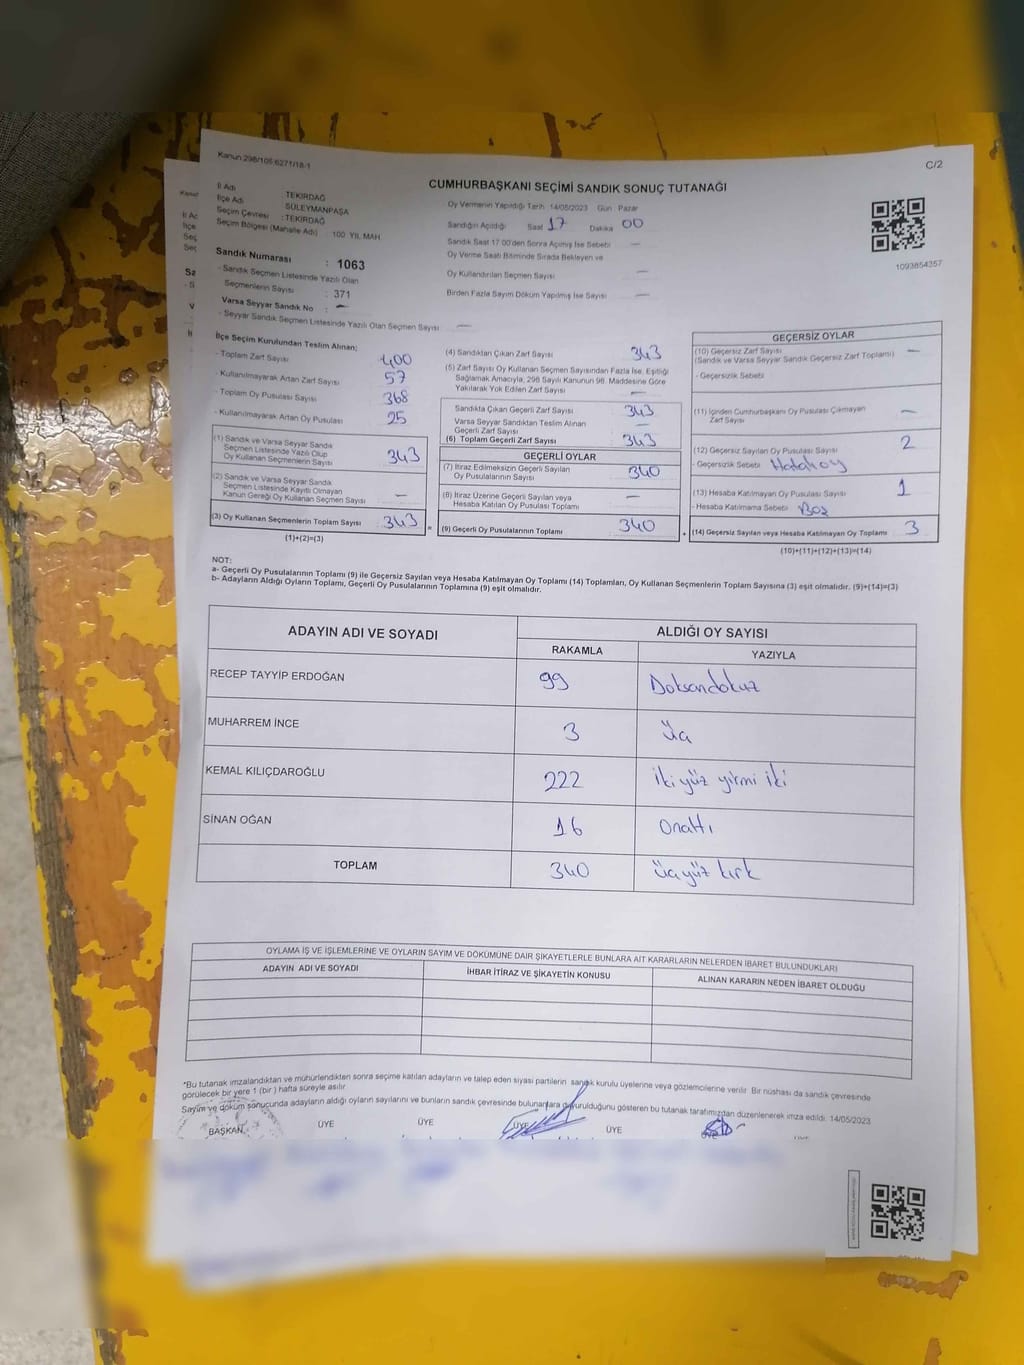 Kanun:298/105;6271/18/1
C/2
CUMHURBAŞKANI SEÇİMİ SANDIK SONUÇ TUTANAĞI
İl Adı : TEKİRDAĞ
İlçe Adı : SÜLEYMANPAŞA
Seçim Çevresi : TEKİRDAĞ
Seçim Bölgesi (Mahalle Adı) : 100. YIL MAH.
Sandık Numarası : 1063
- Sandık Seçmen Listesinde Yazılı Olan
Seçmenlerin Sayısı : 371
Varsa Seyyar Sandık No : —
- Seyyar Sandık Seçmen Listesinde Yazılı Olan Seçmen Sayısı : —
Oy Vermenin Yapıldığı Tarih 14/05/2023 Gün Pazar
Sandığın Açıldığı Saat 17 Dakika 00
Sandık Saat 17:00'den Sonra Açılmış İse Sebebi —
Oy Verme Saati Bitiminde Sırada Bekleyen ve
Oy Kullandırılan Seçmen Sayısı —
Birden Fazla Sayım Döküm Yapılmış İse Sayısı —
1093854357
İlçe Seçim Kurulundan Teslim Alınan;
- Toplam Zarf Sayısı 400
- Kullanılmayarak Artan Zarf Sayısı 57
- Toplam Oy Pusulası Sayısı 368
- Kullanılmayarak Artan Oy Pusulası 25
(1) Sandık ve Varsa Seyyar Sandık
Seçmen Listesinde Yazılı Olup
Oy Kullanan Seçmenlerin Sayısı 343
(2) Sandık ve Varsa Seyyar Sandık
Seçmen Listesinde Kayıtlı Olmayan
Kanun Gereği Oy Kullanan Seçmen Sayısı —
(3) Oy Kullanan Seçmenlerin Toplam Sayısı 343
(1)+(2)=(3)
(4) Sandıktan Çıkan Zarf Sayısı 343
(5) Zarf Sayısı Oy Kullanan Seçmen Sayısından Fazla İse, Eşitliği
Sağlamak Amacıyla, 298 Sayılı Kanunun 98. Maddesine Göre
Yakılarak Yok Edilen Zarf Sayısı —
Sandıkta Çıkan Geçerli Zarf Sayısı 343
Varsa Seyyar Sandıktan Teslim Alınan
Geçerli Zarf Sayısı —
(6) Toplam Geçerli Zarf Sayısı 343
GEÇERLİ OYLAR
(7) İtiraz Edilmeksizin Geçerli Sayılan
Oy Pusulalarının Sayısı 340
(8) İtiraz Üzerine Geçerli Sayılan veya
Hesaba Katılan Oy Pusulası Toplamı —
= (9) Geçerli Oy Pusulalarının Toplamı 340
GEÇERSİZ OYLAR
(10) Geçersiz Zarf Sayısı —
(Sandık ve Varsa Seyyar Sandık Geçersiz Zarf Toplamı)
- Geçersizlik Sebebi
(11) İçinden Cumhurbaşkanı Oy Pusulası Çıkmayan
Zarf Sayısı —
(12) Geçersiz Sayılan Oy Pusulası Sayısı 2
- Geçersizlik Sebebi Hatalı oy
(13) Hesaba Katılmayan Oy Pusulası Sayısı 1
- Hesaba Katılmama Sebebi Boş
+ (14) Geçersiz Sayılan veya Hesaba Katılmayan Oy Toplamı 3
(10)+(11)+(12)+(13)=(14)
NOT:
a- Geçerli Oy Pusulalarının Toplamı (9) ile Geçersiz Sayılan veya Hesaba Katılmayan Oy Toplamı (14) Toplamları, Oy Kullanan Seçmenlerin Toplam Sayısına (3) eşit olmalıdır. (9)+(14)=(3)
b- Adayların Aldığı Oyların Toplamı, Geçerli Oy Pusulalarının Toplamına (9) eşit olmalıdır.
ADAYIN ADI VE SOYADI
ALDIĞI OY SAYISI
RAKAMLA YAZIYLA
RECEP TAYYİP ERDOĞAN 99 Doksandokuz
MUHARREM İNCE 3 Üç
KEMAL KILIÇDAROĞLU 222 İki yüz yirmi iki
SİNAN OĞAN 16 Onaltı
TOPLAM 340 Üçyüz kırk
OYLAMA İŞ VE İŞLEMLERİNE VE OYLARIN SAYIM VE DÖKÜMÜNE DAİR ŞİKAYETLERLE BUNLARA AİT KARARLARIN NELERDEN İBARET BULUNDUKLARI
ADAYIN ADI VE SOYADI İHBAR İTİRAZ VE ŞİKAYETİN KONUSU ALINAN KARARIN NEDEN İBARET OLDUĞU
*Bu tutanak imzalandıktan ve mühürlendikten sonra seçime katılan adayların ve talep eden siyasi partilerin sandık kurulu üyelerine veya gözlemcilerine verilir. Bir nüshası da sandık çevresinde
görülecek bir yere 1 (bir) hafta süreyle asılır.
Sayım ve döküm sonucunda adayların aldığı oyların sayılarını ve bunların sandık çevresinde bulunanlara duyurulduğunu gösteren bu tutanak tarafımızdan düzenlenerek imza edildi. 14/05/2023
BAŞKAN ÜYE ÜYE ÜYE ÜYE ÜYE